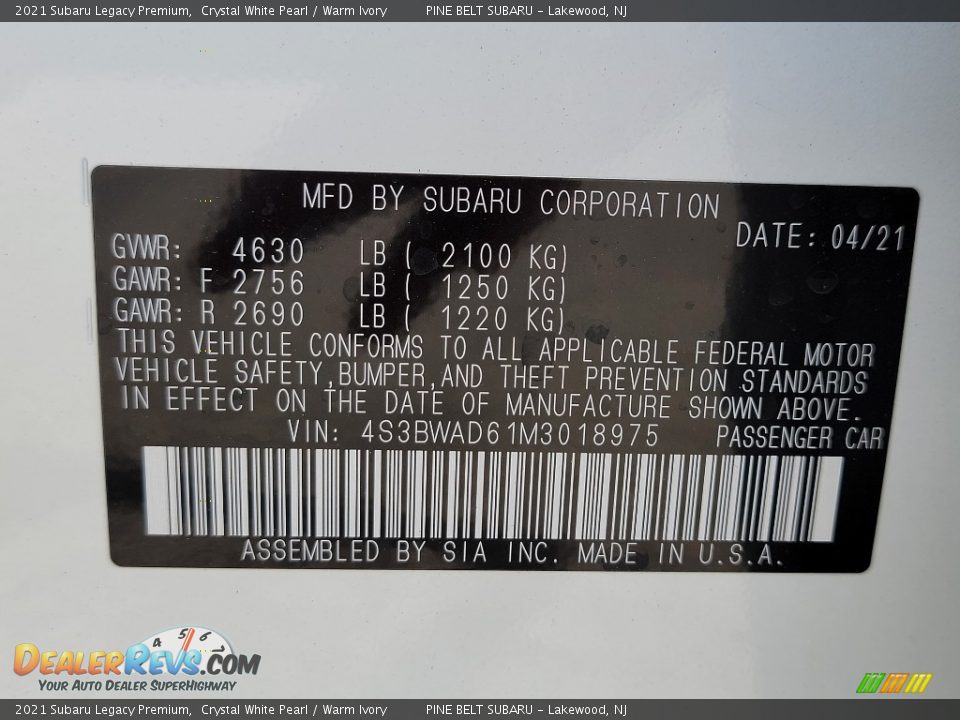 2021 Subaru Legacy Premium, Crystal White Pearl / Warm Ivory PINE BELT SUBARU - Lakewood, NJ
MFD BY SUBARU CORPORATION
DATE: 04/21
GVWR: 4630 LB ( 2100 KG)
GAWR: F 2756 LB ( 1250 KG)
GAWR: R 2690 LB ( 1220 KG)
THIS VEHICLE CONFORMS TO ALL APPLICABLE FEDERAL MOTOR
VEHICLE SAFETY,BUMPER,AND THEFT PREVENTION STANDARDS
IN EFFECT ON THE DATE OF MANUFACTURE SHOWN ABOVE.
VIN: 4S3BWAD61M3018975 PASSENGER CAR
ASSEMBLED BY SIA INC. MADE IN U.S.A.
4 5 6 7
DEALERREVS.COM
YOUR AUTO DEALER SUPERHIGHWAY
2021 Subaru Legacy Premium, Crystal White Pearl / Warm Ivory PINE BELT SUBARU - Lakewood, NJ